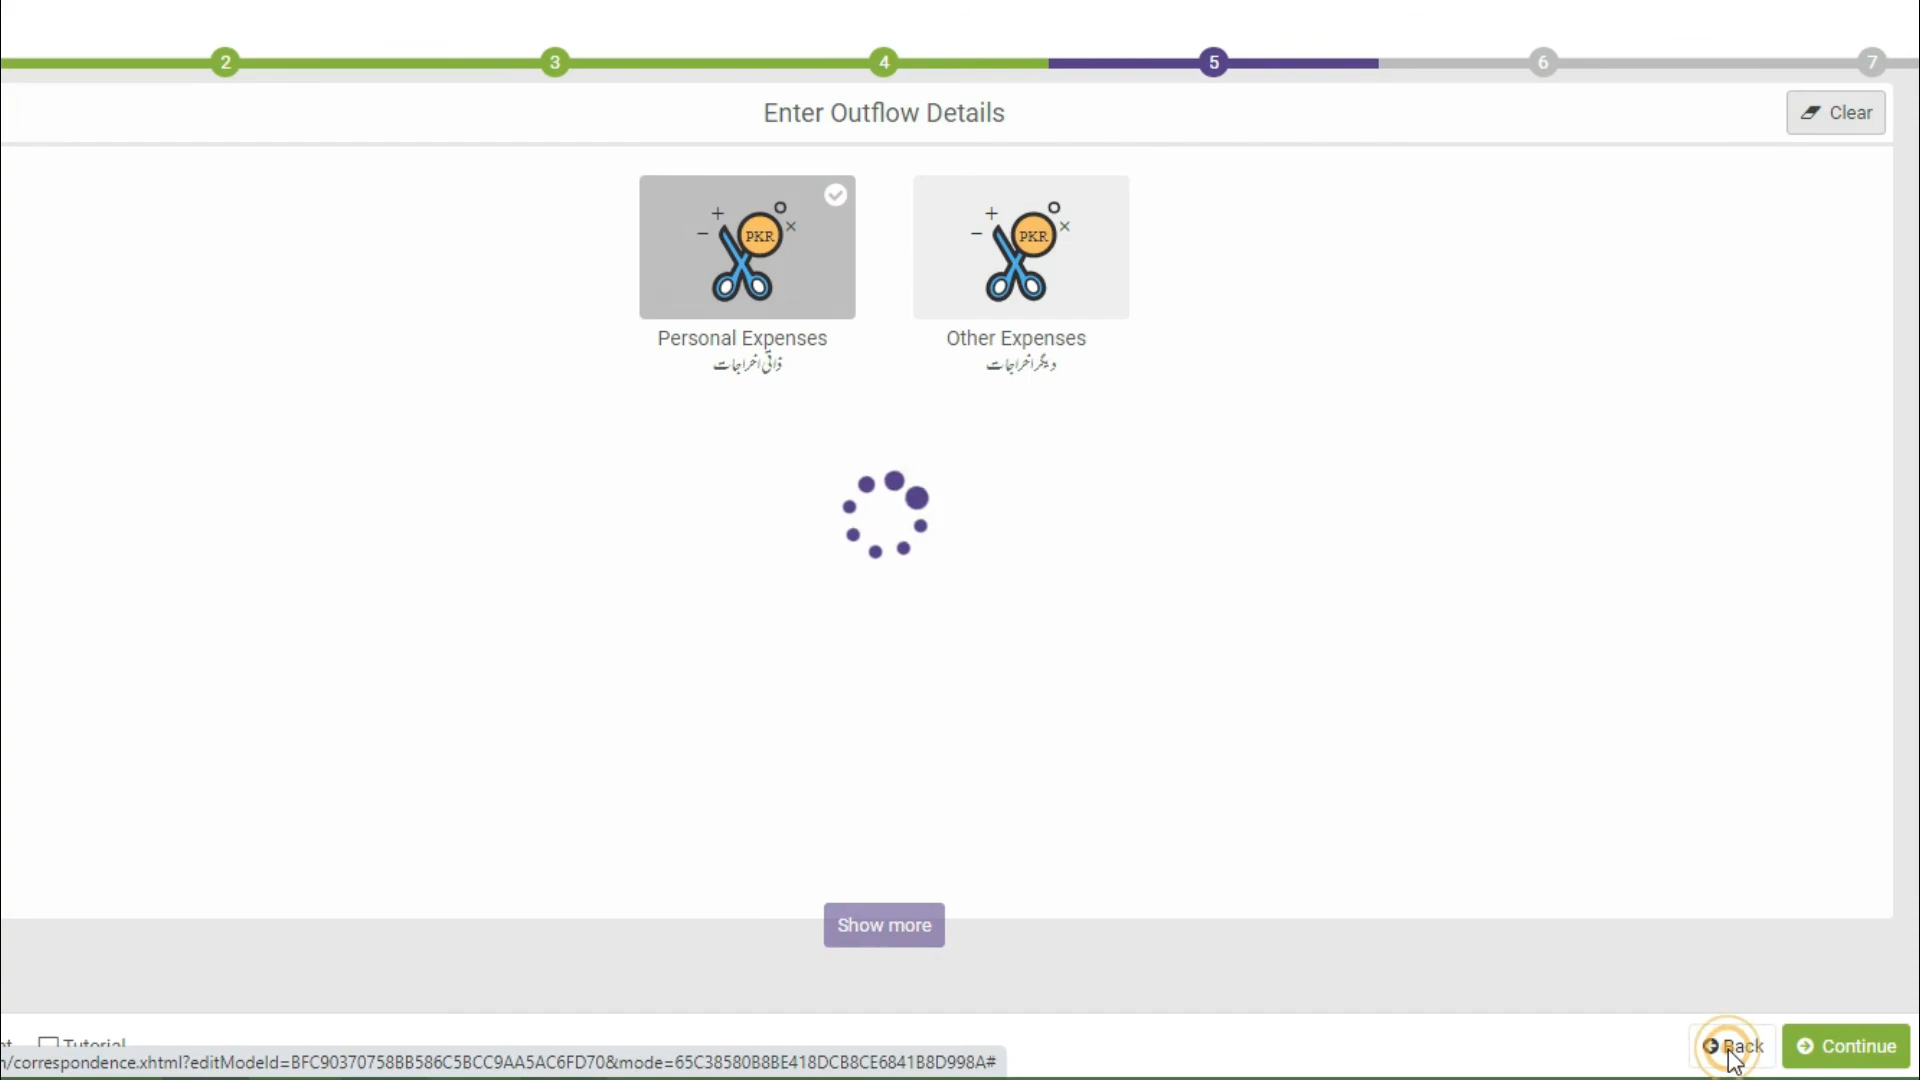 2 3 4 5 6 7
Enter Outflow Details
Clear
PKR PKR
Personal Expenses Other Expenses
ذاتی اخراجات دیگر اخراجات
Show more
Tutorial
Back Continue
/correspondence.xhtml?editModeId=BFC90370758BB586C5BCC9AA5AC6FD70&mode=65C38580B8BE418DCB8CE6841B8D998A#